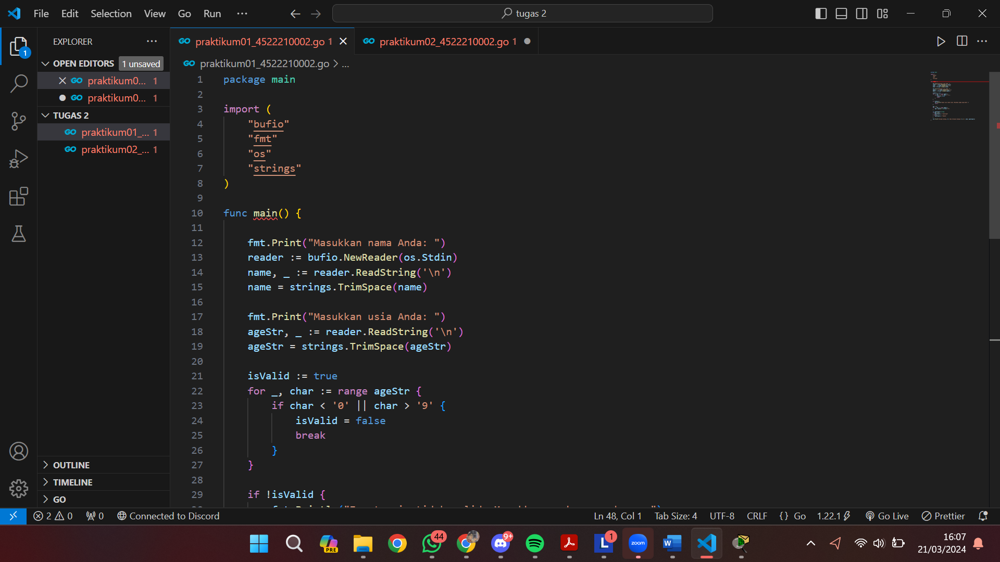 File Edit Selection View Go Run ···
tugas 2
EXPLORER ···
praktikum01_4522210002.go 1
praktikum02_4522210002.go 1
OPEN EDITORS 1 unsaved
praktikum0... 1
praktikum0... 1
TUGAS 2
praktikum01_... 1
praktikum02_... 1
OUTLINE
TIMELINE
GO
praktikum01_4522210002.go > ...
1 package main
2
3 import (
4 "bufio"
5 "fmt"
6 "os"
7 "strings"
8 )
9
10 func main() {
11
12 fmt.Print("Masukkan nama Anda: ")
13 reader := bufio.NewReader(os.Stdin)
14 name, _ := reader.ReadString('\n')
15 name = strings.TrimSpace(name)
16
17 fmt.Print("Masukkan usia Anda: ")
18 ageStr, _ := reader.ReadString('\n')
19 ageStr = strings.TrimSpace(ageStr)
20
21 isValid := true
22 for _, char := range ageStr {
23 if char < '0' || char > '9' {
24 isValid = false
25 break
26 }
27 }
28
29 if !isValid {
2 0 0 Connected to Discord
Ln 48, Col 1 Tab Size: 4 UTF-8 CRLF {} Go 1.22.1 Go Live Prettier
PRE 44 9+ L 1 zoom W
16:07
21/03/2024